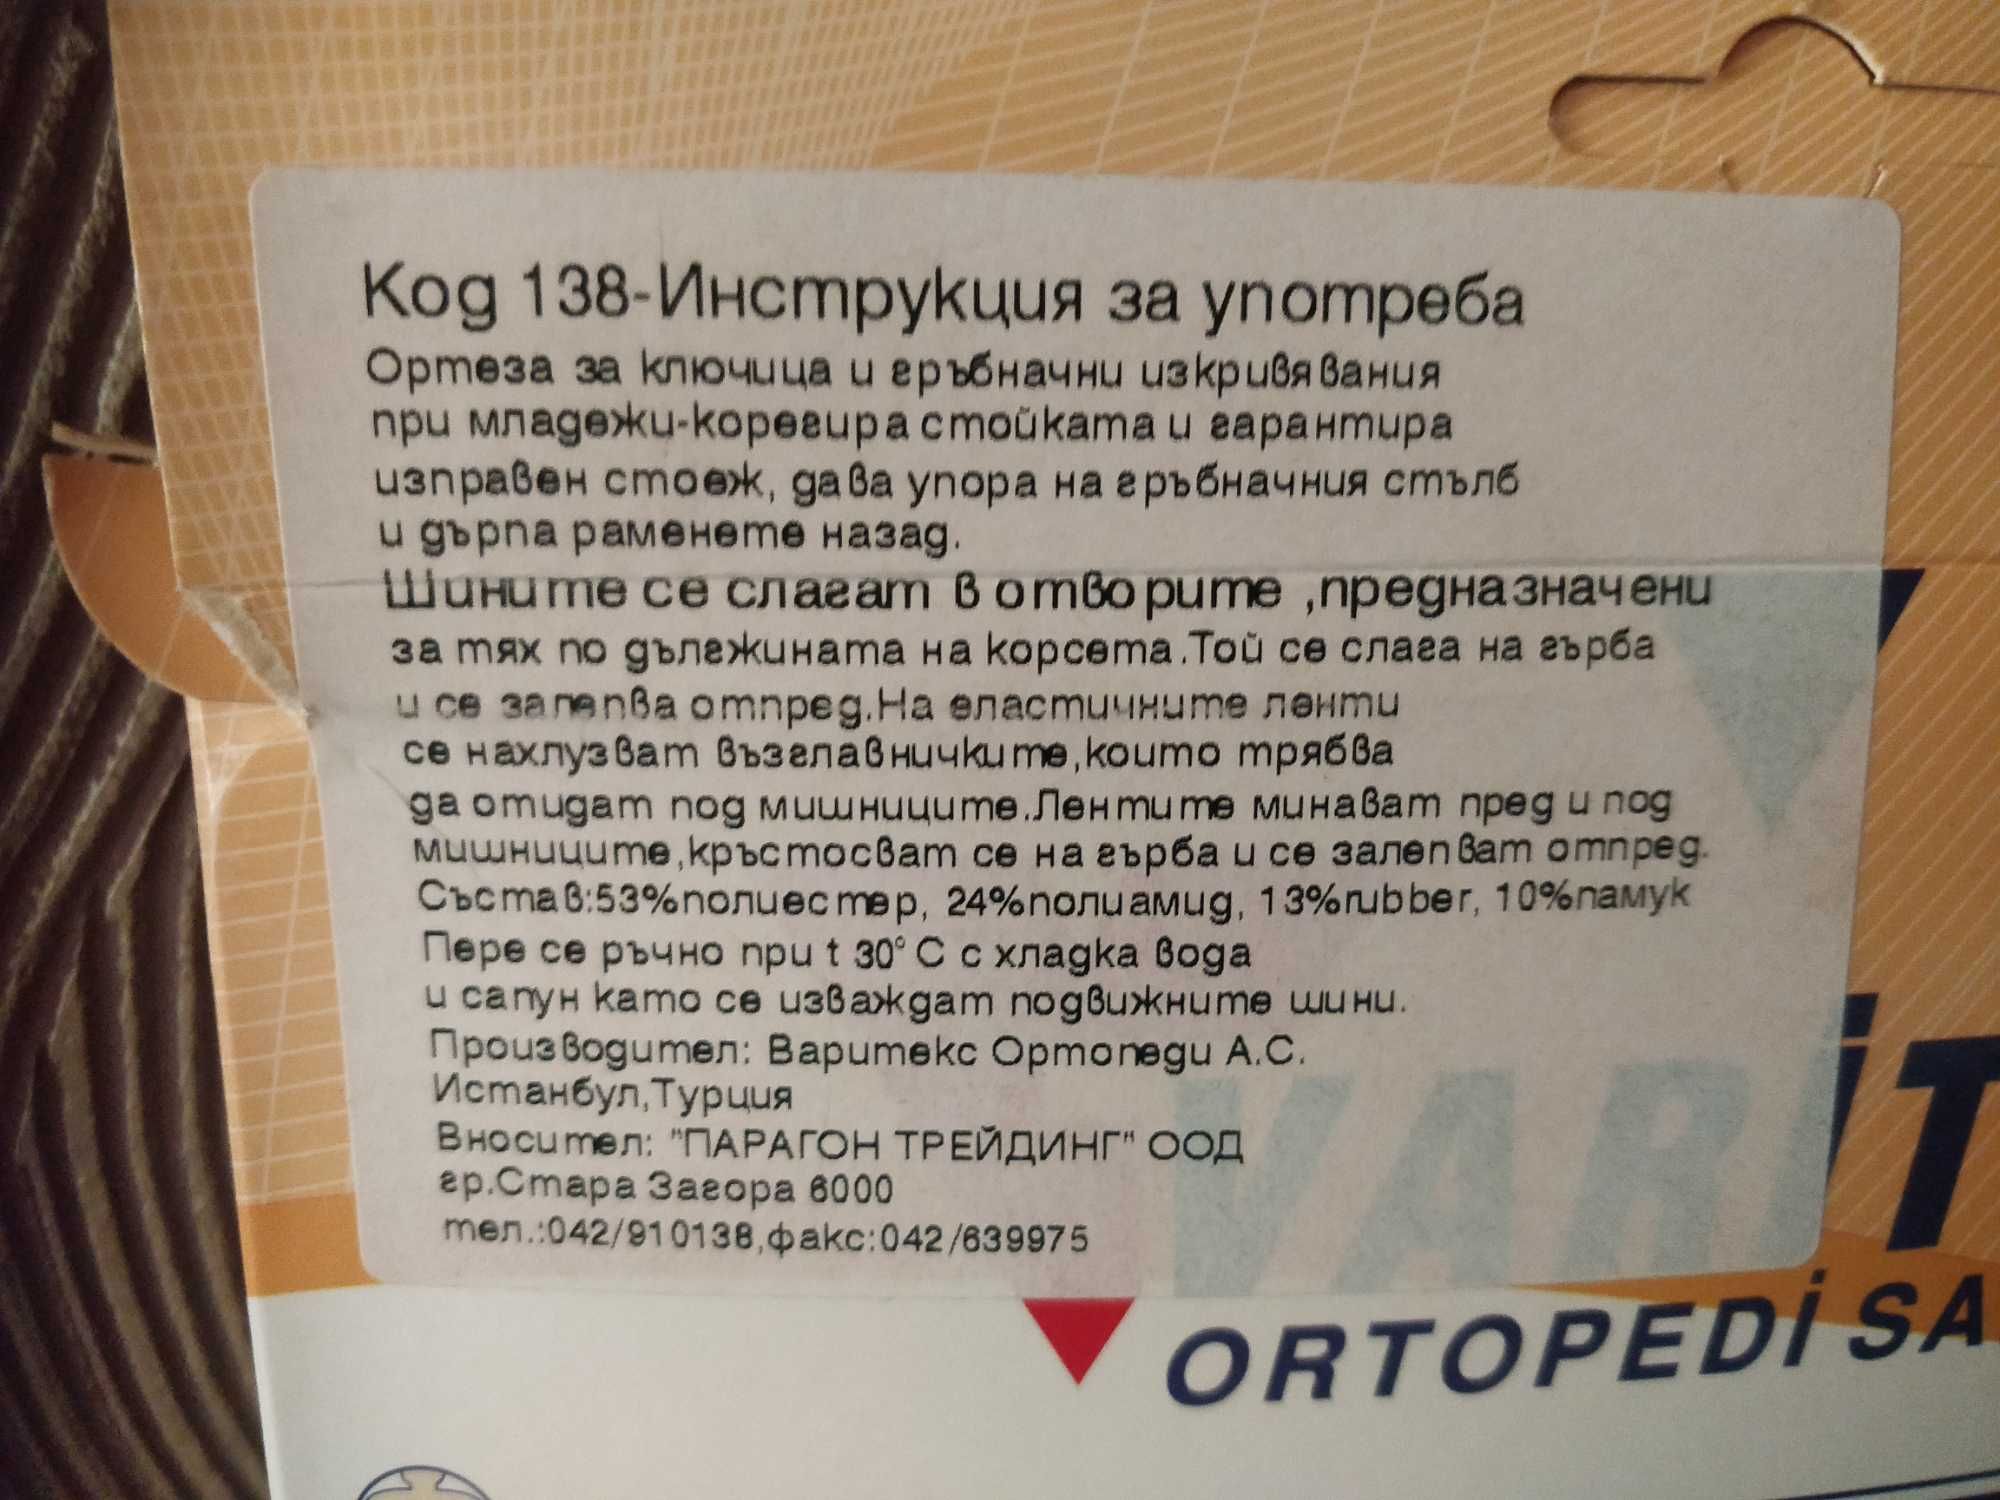 Код 138-Инструкция за употреба
Ортеза за ключица и гръбначни изкривявания
при младежи-корегира стойката и гарантира
изправен стоеж, дава упора на гръбначния стълб
и дърпа раменете назад.
Шините се слагат в отворите ,предназначени
за тях по дължината на корсета.Той се слага на гърба
и се залепва отпред.На еластичните ленти
се нахлузват възглавничките,които трябва
да отидат под мишниците.Лентите минават пред и под
мишниците,кръстосват се на гърба и се залепват отпред.
Състав:53%полиестер, 24%полиамид, 13%rubber, 10%памук
Пере се ръчно при t 30° C с хладка вода
и сапун като се изваждат подвижните шини.
Производител: Варитекс Ортопеди А.С.
Истанбул,Турция
Вносител: "ПАРАГОН ТРЕЙДИНГ" ООД
гр.Стара Загора 6000
тел.:042/910138,факс:042/639975
VARİT
ORTOPEDİ SA